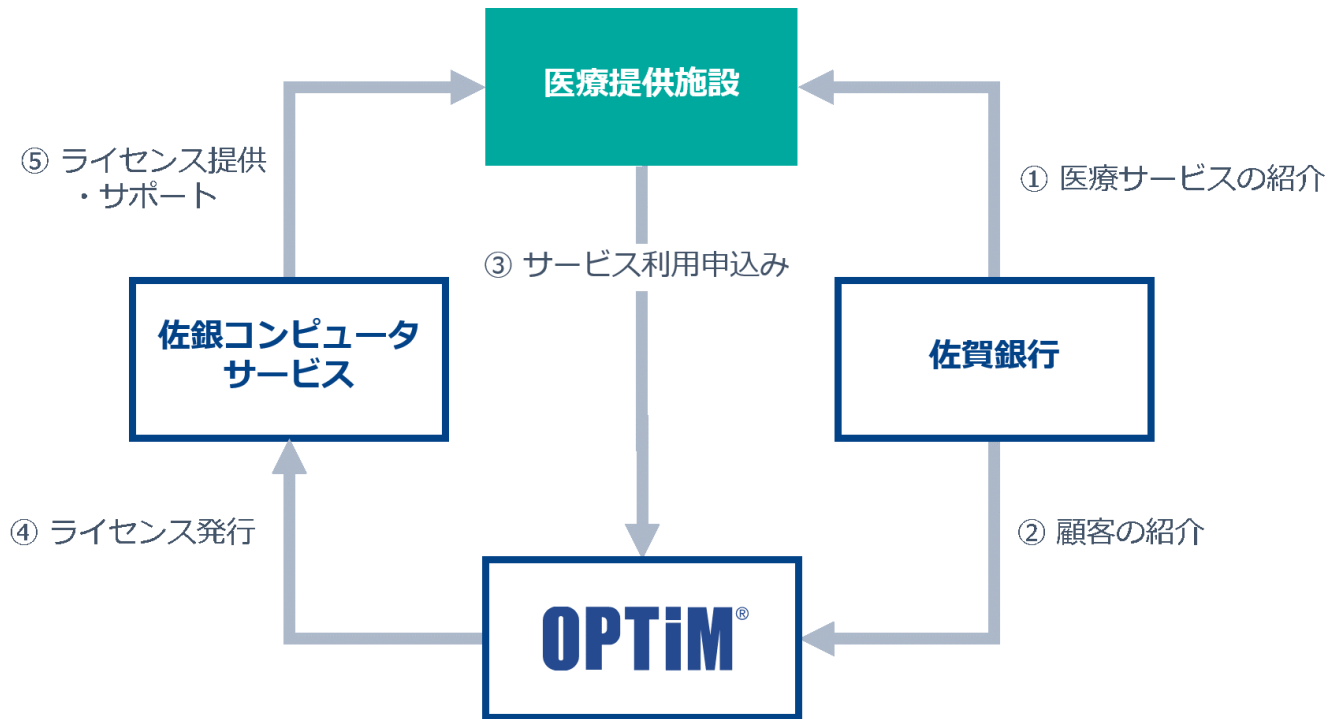 医療提供施設
⑤ ライセンス提供
・サポート
① 医療サービスの紹介
③ サービス利用申込み
佐銀コンピュータ
サービス
佐賀銀行
④ ライセンス発行
② 顧客の紹介
OPTiM®